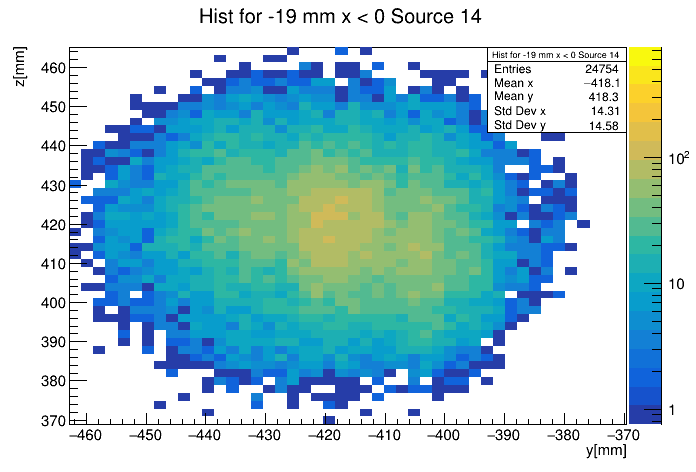 Hist for -19 mm x < 0 Source 14
z[mm]
Hist for -19 mm x < 0 Source 14
Entries 24754
Mean x −418.1
Mean y 418.3
Std Dev x 14.31
Std Dev y 14.58
460
450
440
430
420
410
400
390
380
370
−460 −450 −440 −430 −420 −410 −400 −390 −380 −370
y[mm]
10²
10
1